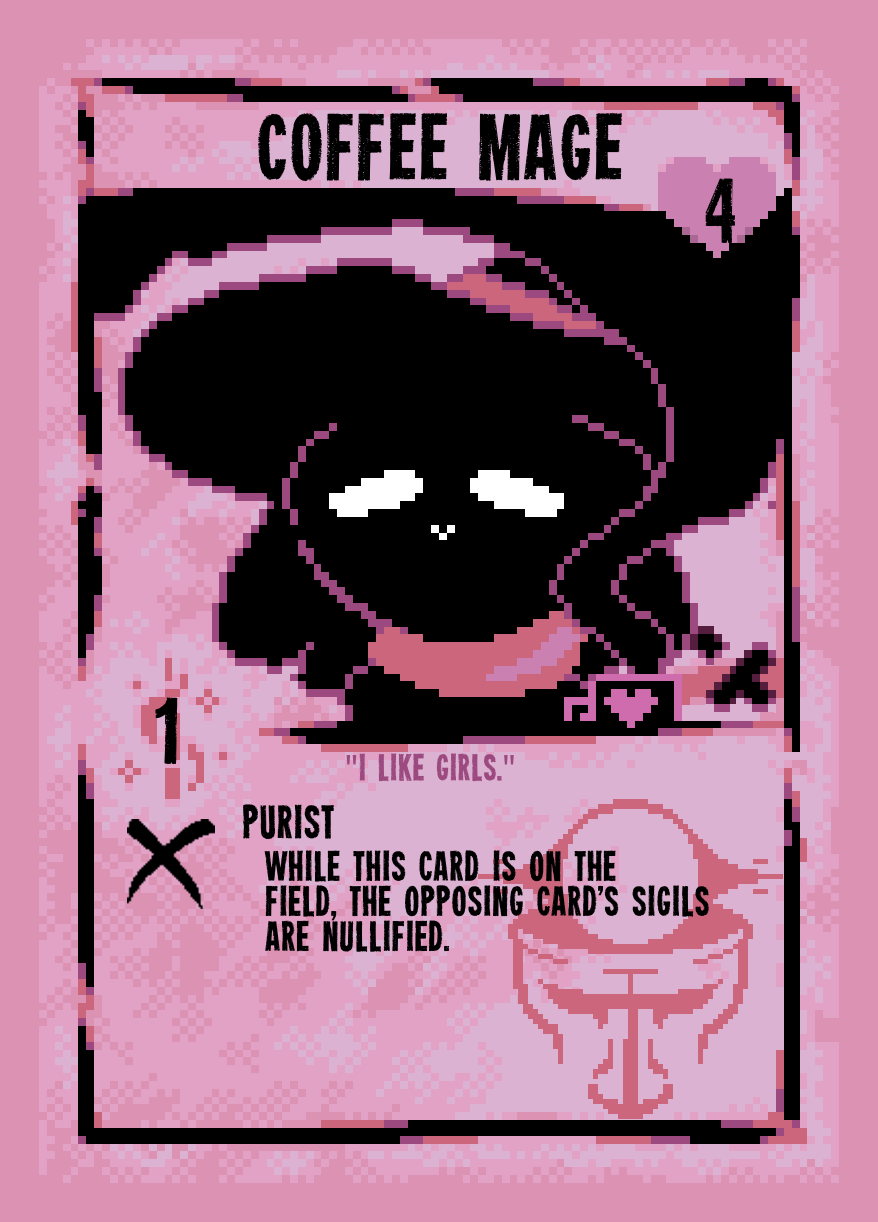 COFFEE MAGE
4
1
"I LIKE GIRLS."
PURIST
WHILE THIS CARD IS ON THE
FIELD, THE OPPOSING CARD'S SIGILS
ARE NULLIFIED.